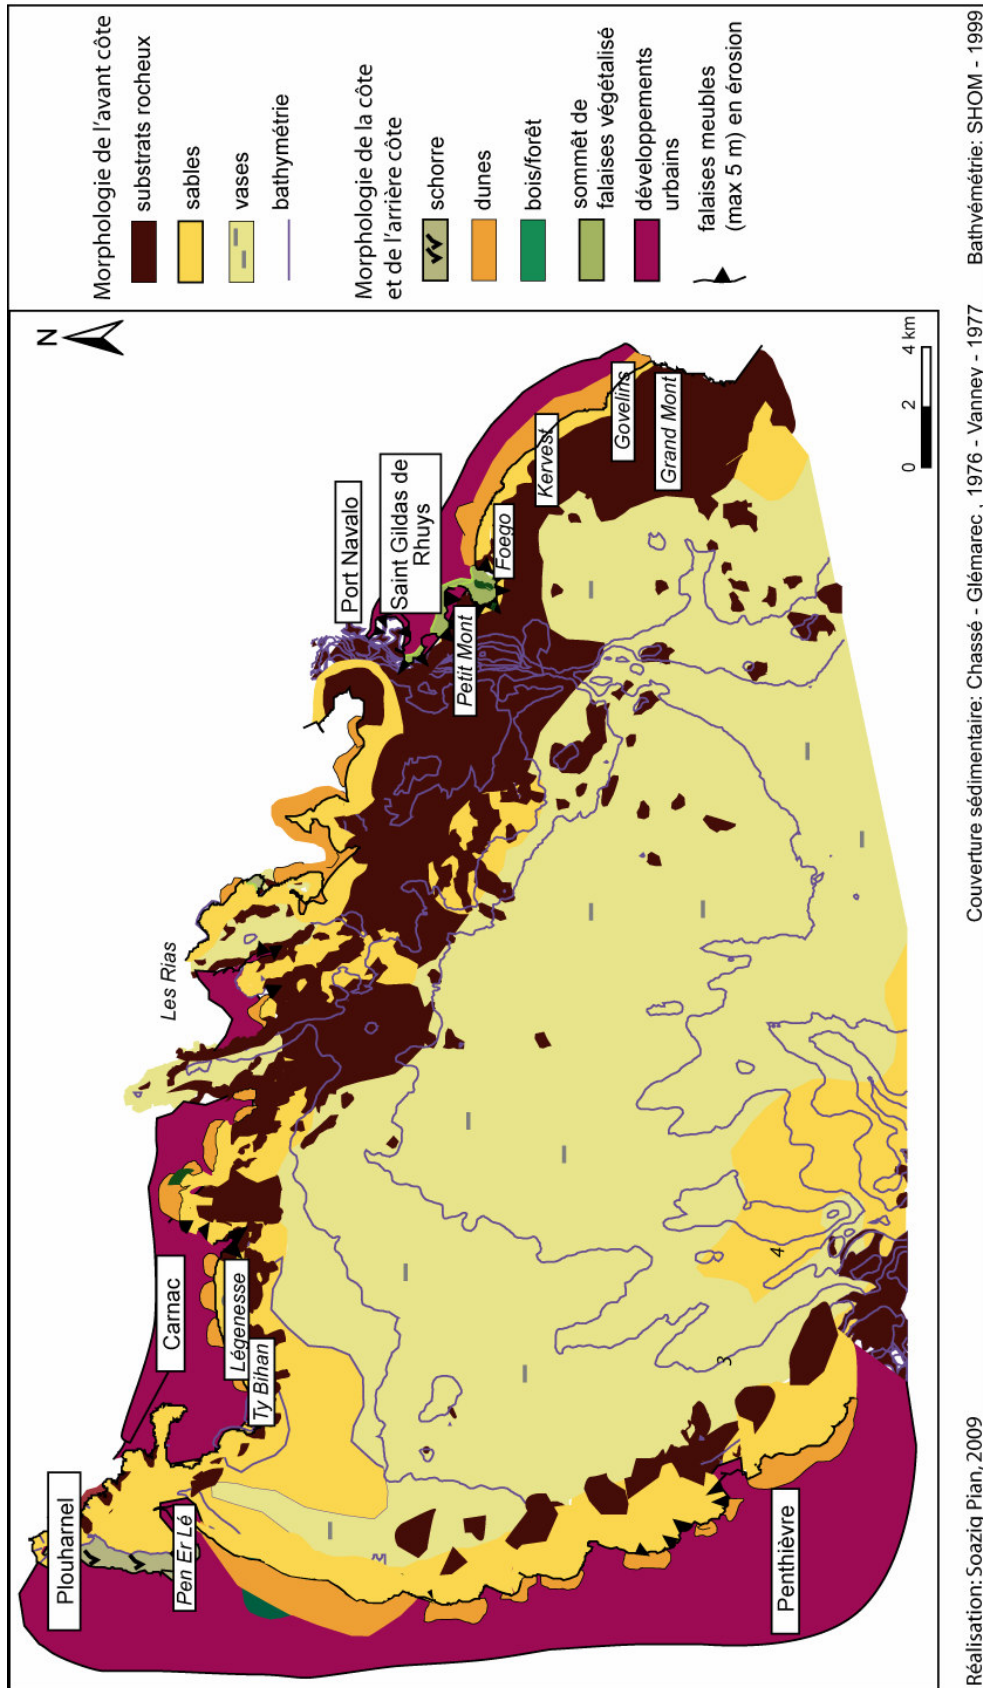 Plouharnel
Carnac
Les Rias
Port Navalo
Saint Gildas de
Rhuys
N
Pen Er Lé
Ty Bihan
Légenesse
Petit Mont
Foego
Kervest
Govelins
Grand Mont
Penthièvre
3
4
0 2 4 km
Morphologie de l'avant côte
substrats rocheux
sables
vases
bathymétrie
Morphologie de la côte
et de l'arrière côte
schorre
dunes
bois/forêt
sommêt de
falaises végétalisé
développements
urbains
falaises meubles
(max 5 m) en érosion
Réalisation: Soazig Pian, 2009
Couverture sédimentaire: Chassé - Glémarec , 1976 - Vanney - 1977
Bathvémétrie: SHOM - 1999